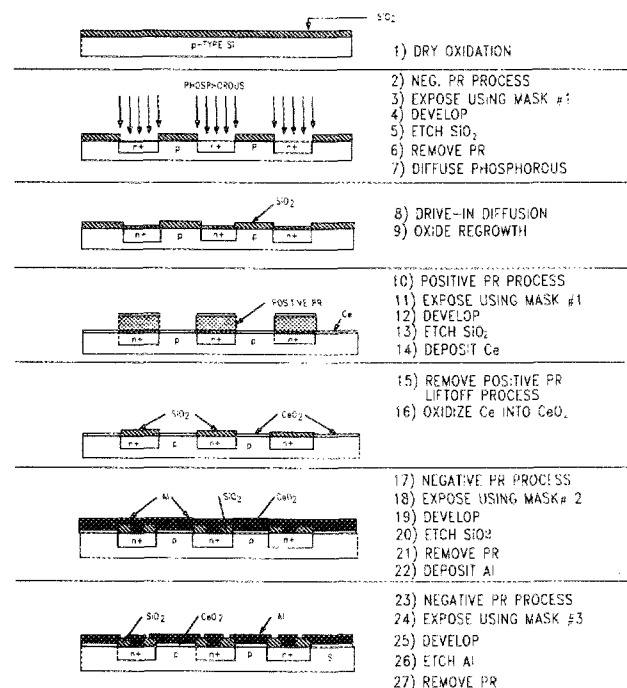 SiO₂
p-TYPE Si
1) DRY OXIDATION
PHOSPHOROUS
n+ p n+ p n+
2) NEG. PR PROCESS
3) EXPOSE USING MASK #1
4) DEVELOP
5) ETCH SiO₂
6) REMOVE PR
7) DIFFUSE PHOSPHOROUS
SiO₂
n+ p n+ p n+
8) DRIVE-IN DIFFUSION
9) OXIDE REGROWTH
POSITIVE PR
Ce
n+ p n+ p n+
10) POSITIVE PR PROCESS
11) EXPOSE USING MASK #1
12) DEVELOP
13) ETCH SiO₂
14) DEPOSIT Ce
SiO₂ CeO₂
n+ p n+ p n+
15) REMOVE POSITIVE PR
LIFTOFF PROCESS
16) OXIDIZE Ce INTO CeO₂
Al SiO₂ CeO₂
n+ p n+ p n+
17) NEGATIVE PR PROCESS
18) EXPOSE USING MASK# 2
19) DEVELOP
20) ETCH SiO2
21) REMOVE PR
22) DEPOSIT Al
SiO₂ CeO₂ Al
n+ p n+ p n+ S
23) NEGATIVE PR PROCESS
24) EXPOSE USING MASK #3
25) DEVELOP
26) ETCH Al
27) REMOVE PR